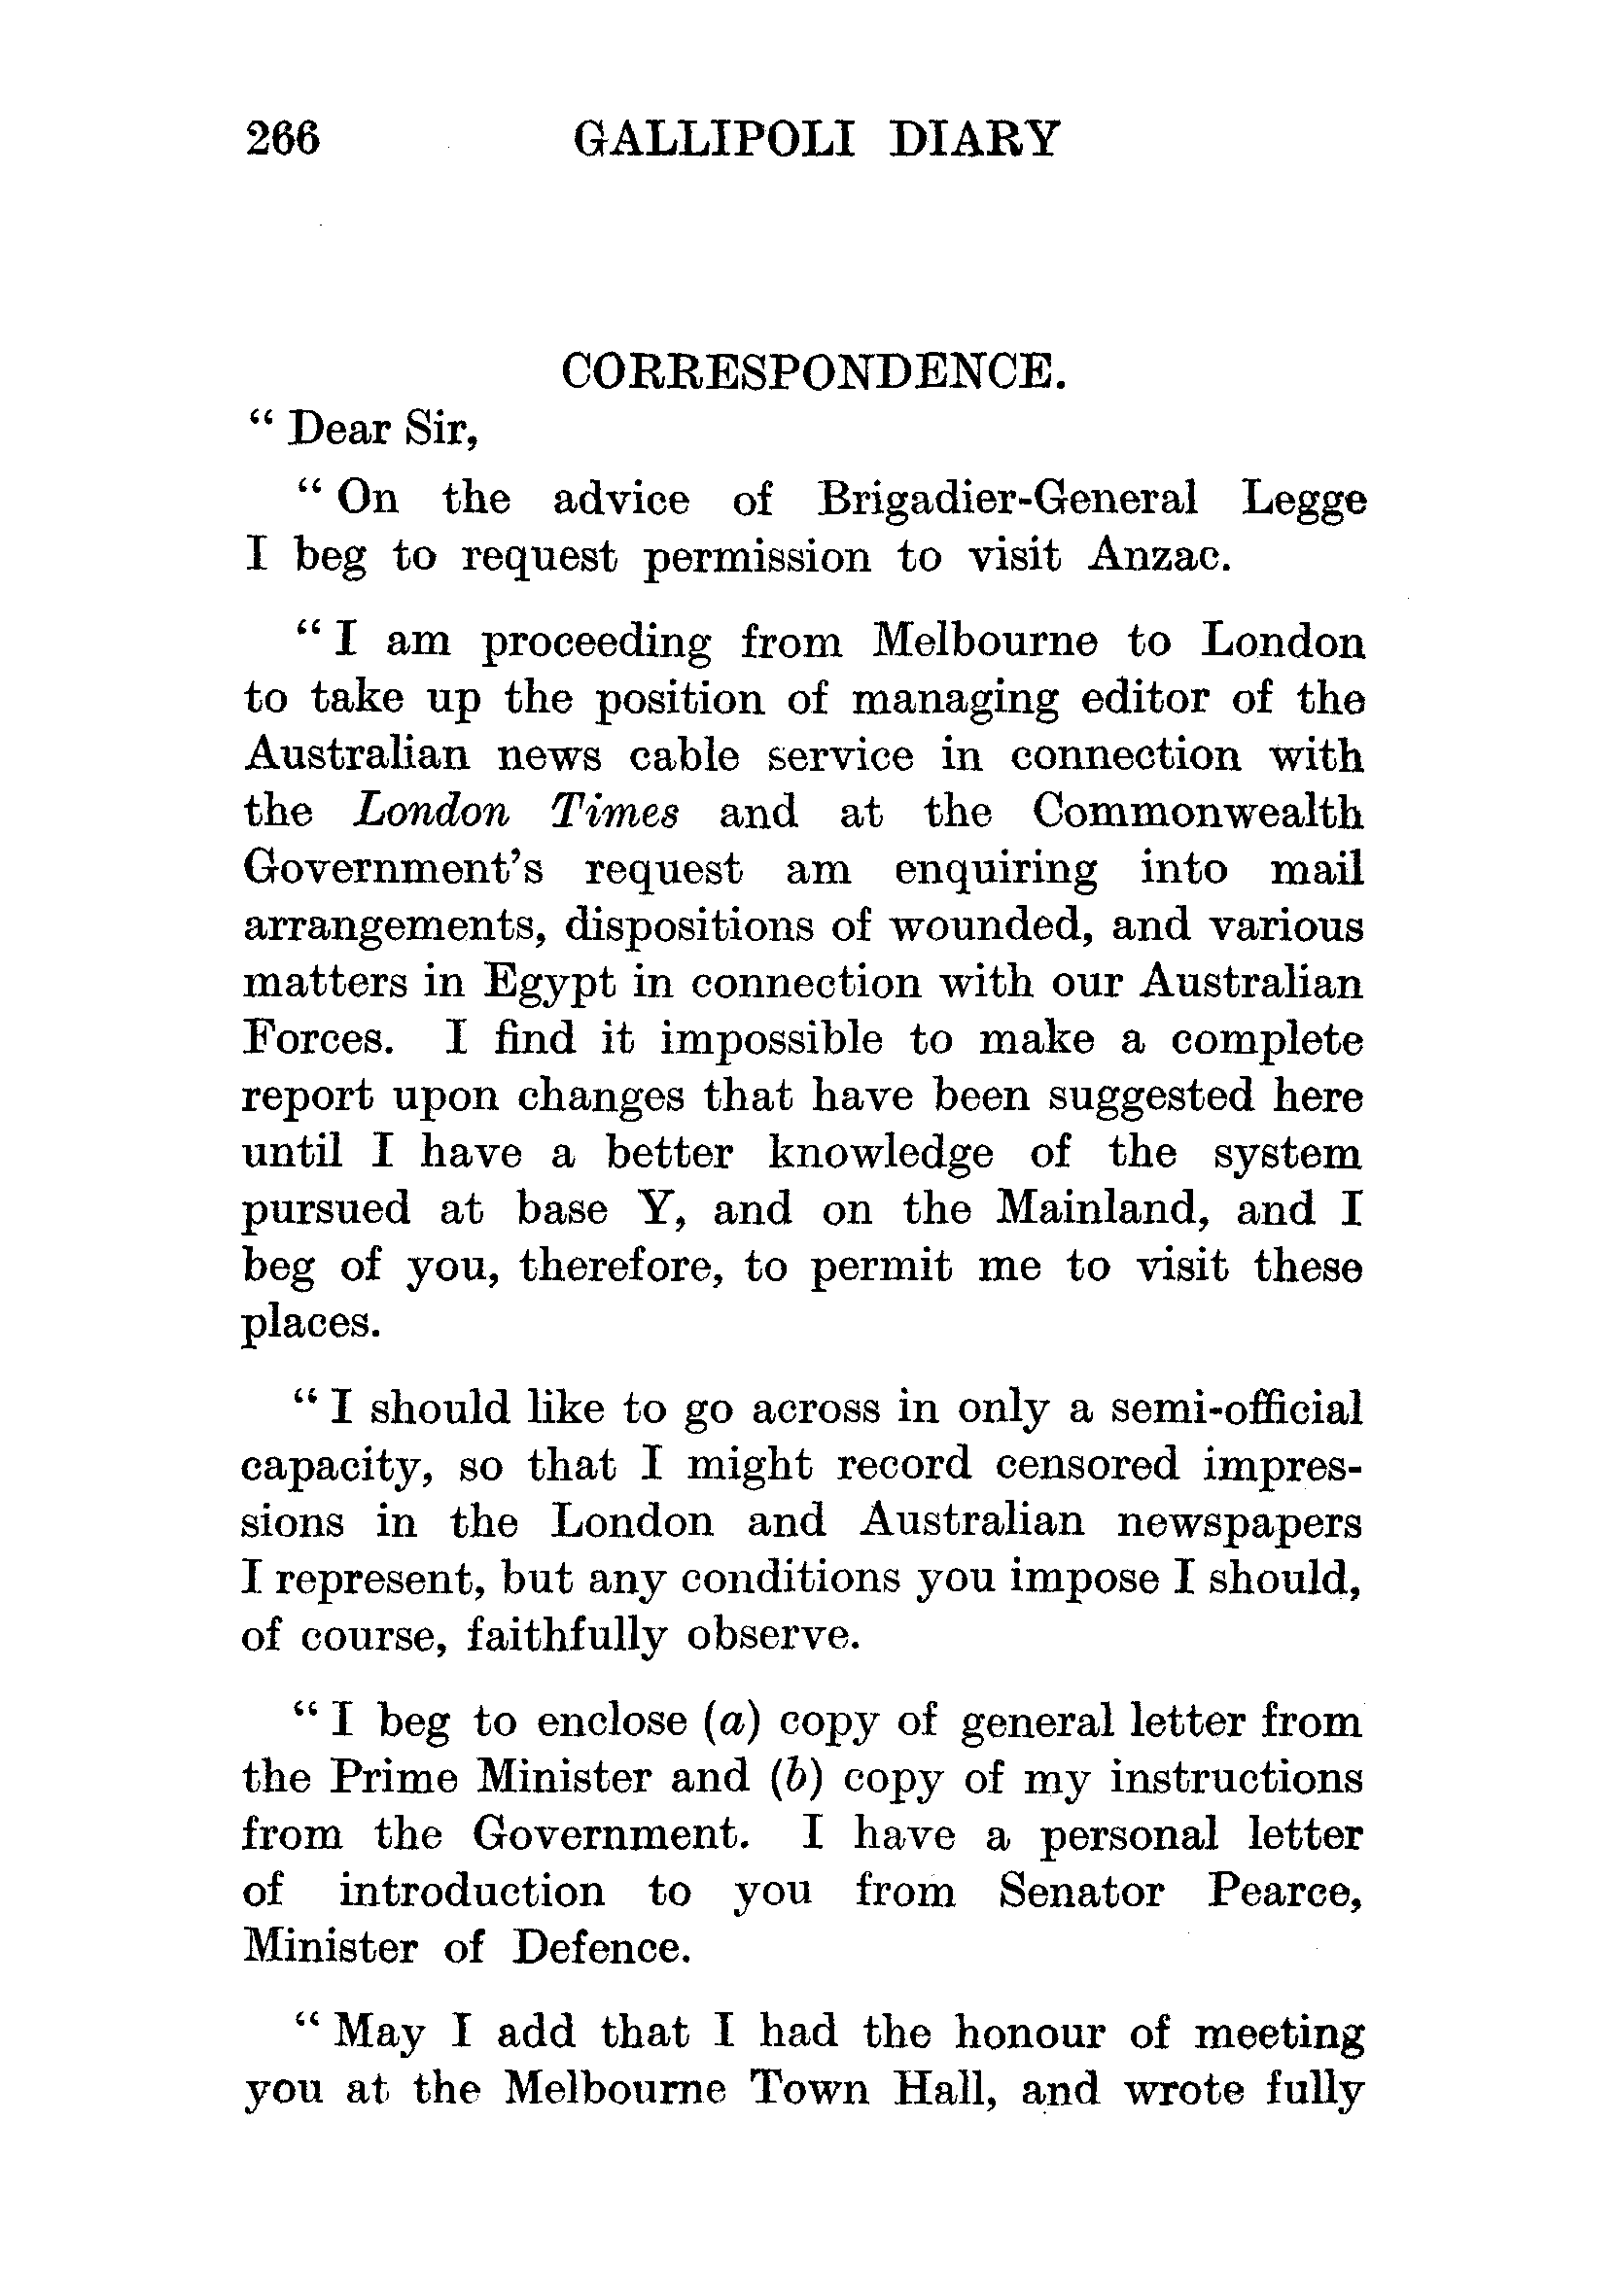 266 GALLIPOLI DIARY
CORRESPONDENCE.
“ Dear Sir,
“ On the advice of Brigadier-General Legge
I beg to request permission to visit Anzac.
“ I am proceeding from Melbourne to London
to take up the position of managing editor of the
Australian news cable service in connection with
the London Times and at the Commonwealth
Government’s request am enquiring into mail
arrangements, dispositions of wounded, and various
matters in Egypt in connection with our Australian
Forces. I find it impossible to make a complete
report upon changes that have been suggested here
until I have a better knowledge of the system
pursued at base Y, and on the Mainland, and I
beg of you, therefore, to permit me to visit these
places.
“ I should like to go across in only a semi-official
capacity, so that I might record censored impres-
sions in the London and Australian newspapers
I represent, but any conditions you impose I should,
of course, faithfully observe.
“ I beg to enclose (a) copy of general letter from
the Prime Minister and (b) copy of my instructions
from the Government. I have a personal letter
of introduction to you from Senator Pearce,
Minister of Defence.
“ May I add that I had the honour of meeting
you at the Melbourne Town Hall, and wrote fully